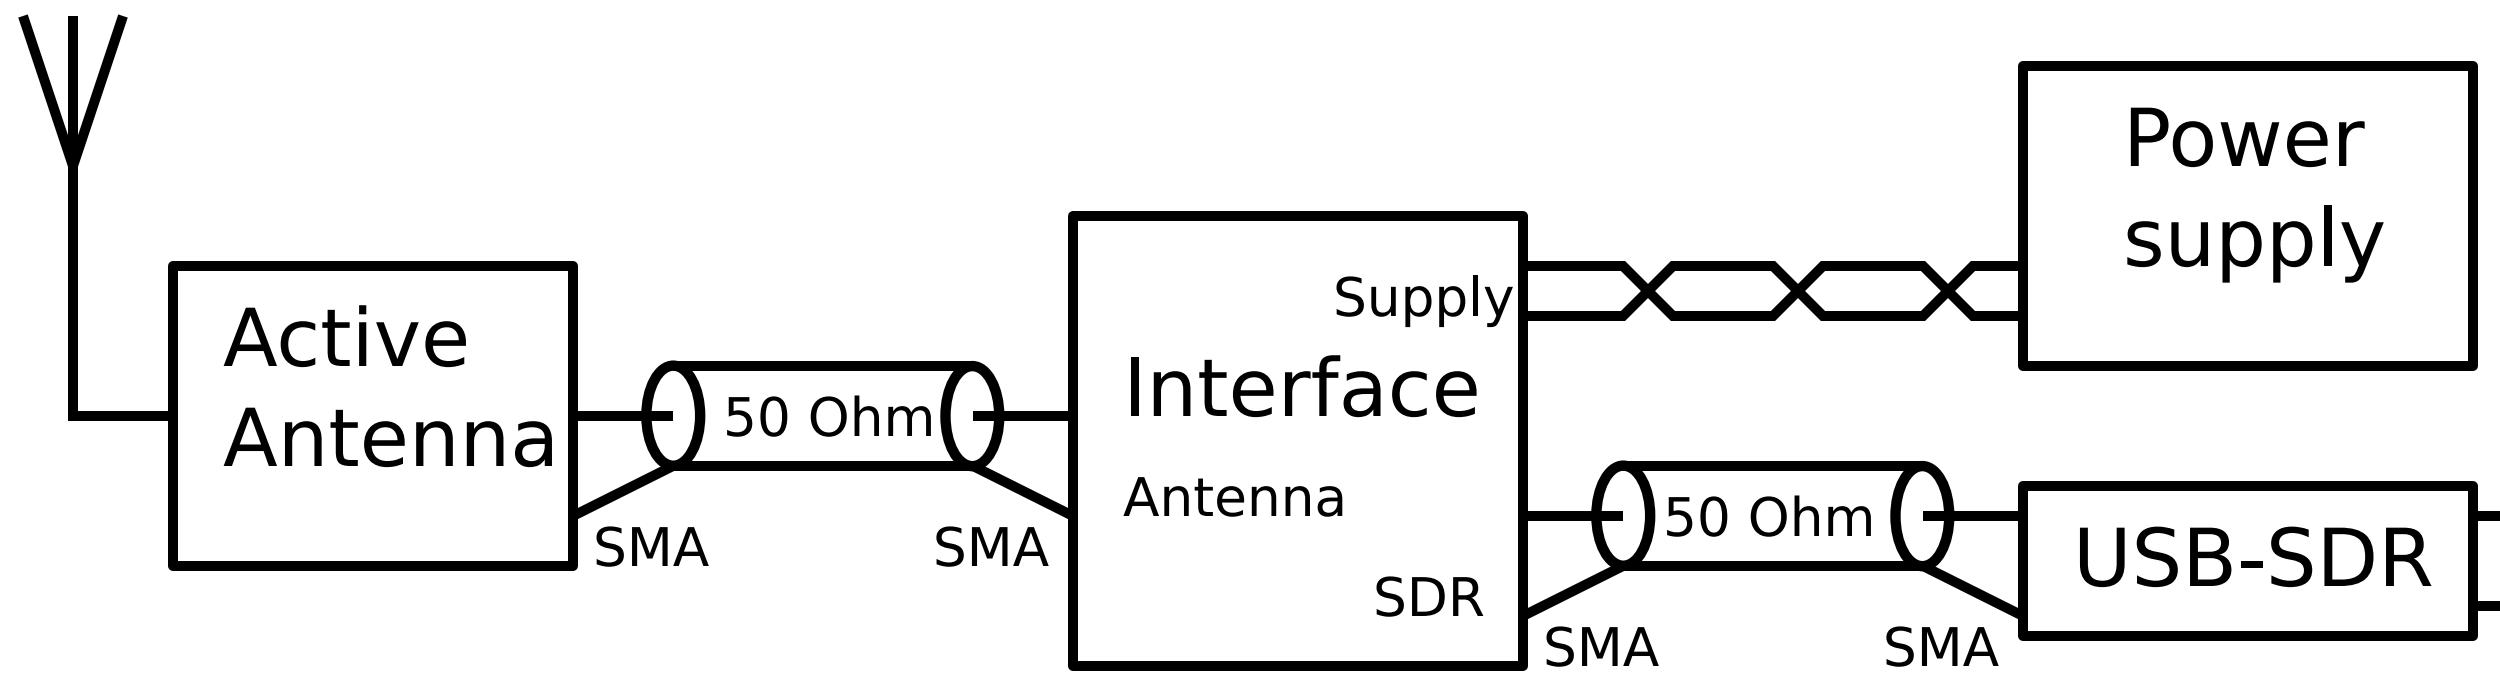 Active
Antenna
50 Ohm
SMA
SMA
Supply
Interface
Antenna
SDR
Power
supply
50 Ohm
SMA
SMA
USB-SDR